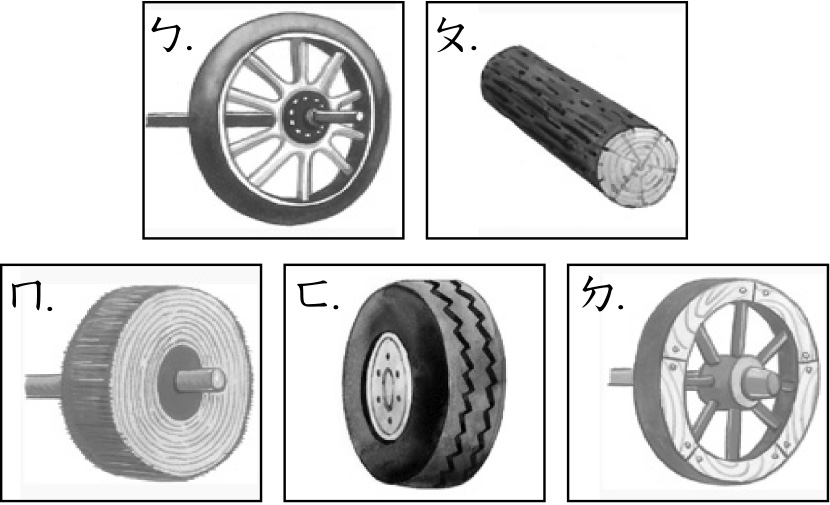 ㄅ.
ㄆ.
ㄇ.
ㄈ.
ㄉ.